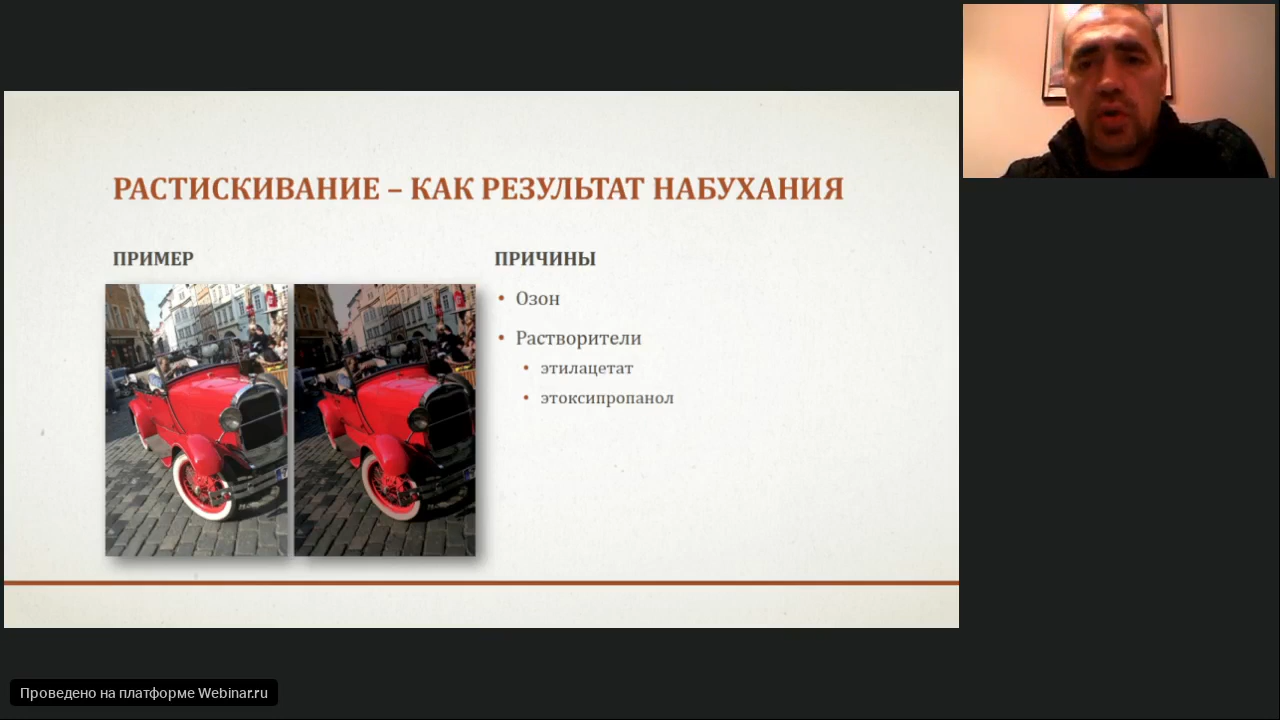 РАСТИСКИВАНИЕ – КАК РЕЗУЛЬТАТ НАБУХАНИЯ
ПРИМЕР
ПРИЧИНЫ
• Озон
• Растворители
• этилацетат
• этоксипропанол
Проведено на платформе Webinar.ru